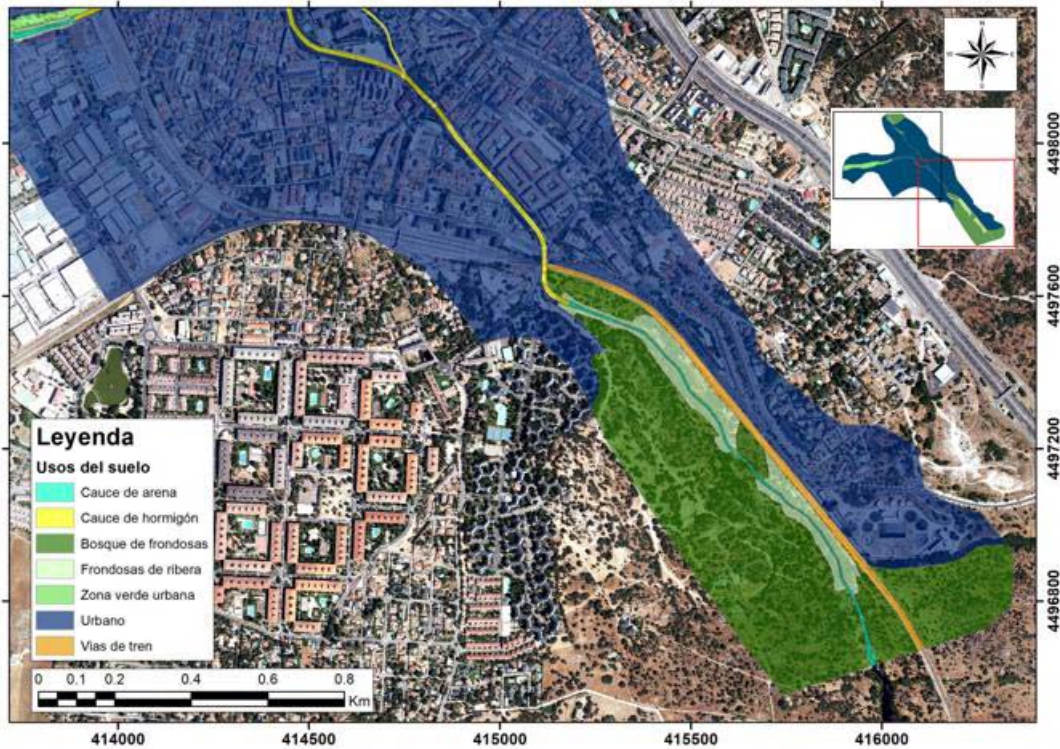 N
4498000
4497600
4497200
4496800
Leyenda
Usos del suelo
Cauce de arena
Cauce de hormigón
Bosque de frondosas
Frondosas de ribera
Zona verde urbana
Urbano
Vias de tren
0 0.1 0.2 0.4 0.6 0.8
Km
414000 414500 415000 415500 416000